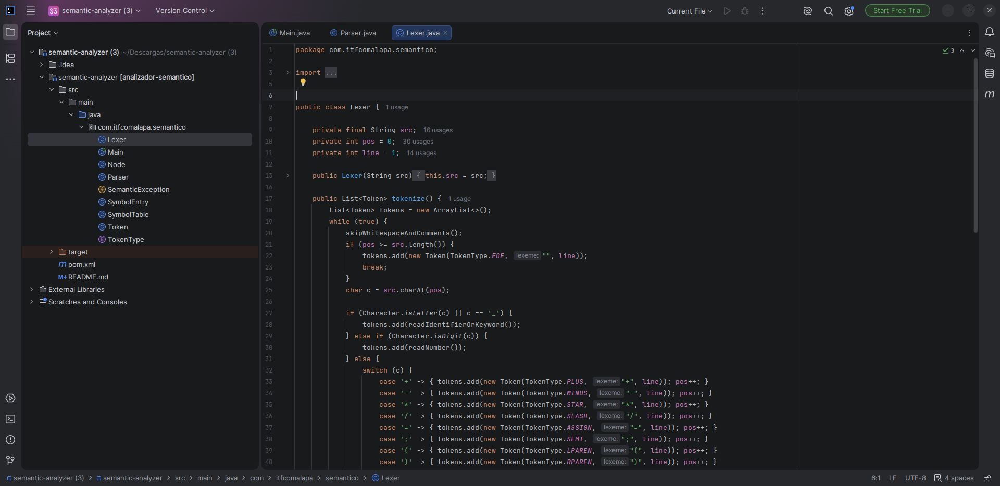 S3 semantic-analyzer (3) Version Control Current File Start Free Trial
Project
semantic-analyzer (3) ~/Descargas/semantic-analyzer (3)
.idea
semantic-analyzer [analizador-semantico]
src
main
java
com.itfcomalapa.semantico
Lexer
Main
Node
Parser
SemanticException
SymbolEntry
SymbolTable
Token
TokenType
target
pom.xml
README.md
External Libraries
Scratches and Consoles
Main.java Parser.java Lexer.java
3
1 package com.itfcomalapa.semantico;
2
3 import ...
5
6
7 public class Lexer { 1 usage
8
9 private final String src; 16 usages
10 private int pos = 0; 30 usages
11 private int line = 1; 14 usages
12
13 public Lexer(String src) { this.src = src; }
16
17 public List<Token> tokenize() { 1 usage
18 List<Token> tokens = new ArrayList<>();
19 while (true) {
20 skipWhitespaceAndComments();
21 if (pos >= src.length()) {
22 tokens.add(new Token(TokenType.EOF, lexeme: "", line));
23 break;
24 }
25 char c = src.charAt(pos);
26
27 if (Character.isLetter(c) || c == '_') {
28 tokens.add(readIdentifierOrKeyword());
29 } else if (Character.isDigit(c)) {
30 tokens.add(readNumber());
31 } else {
32 switch (c) {
33 case '+' -> { tokens.add(new Token(TokenType.PLUS, lexeme: "+", line)); pos++; }
34 case '-' -> { tokens.add(new Token(TokenType.MINUS, lexeme: "-", line)); pos++; }
35 case '*' -> { tokens.add(new Token(TokenType.STAR, lexeme: "*", line)); pos++; }
36 case '/' -> { tokens.add(new Token(TokenType.SLASH, lexeme: "/", line)); pos++; }
37 case '=' -> { tokens.add(new Token(TokenType.ASSIGN, lexeme: "=", line)); pos++; }
38 case ';' -> { tokens.add(new Token(TokenType.SEMI, lexeme: ";", line)); pos++; }
39 case '(' -> { tokens.add(new Token(TokenType.LPAREN, lexeme: "(", line)); pos++; }
40 case ')' -> { tokens.add(new Token(TokenType.RPAREN, lexeme: ")", line)); pos++; }
semantic-analyzer (3) > semantic-analyzer > src > main > java > com > itfcomalapa > semantico > Lexer 6:1 LF UTF-8 4 spaces